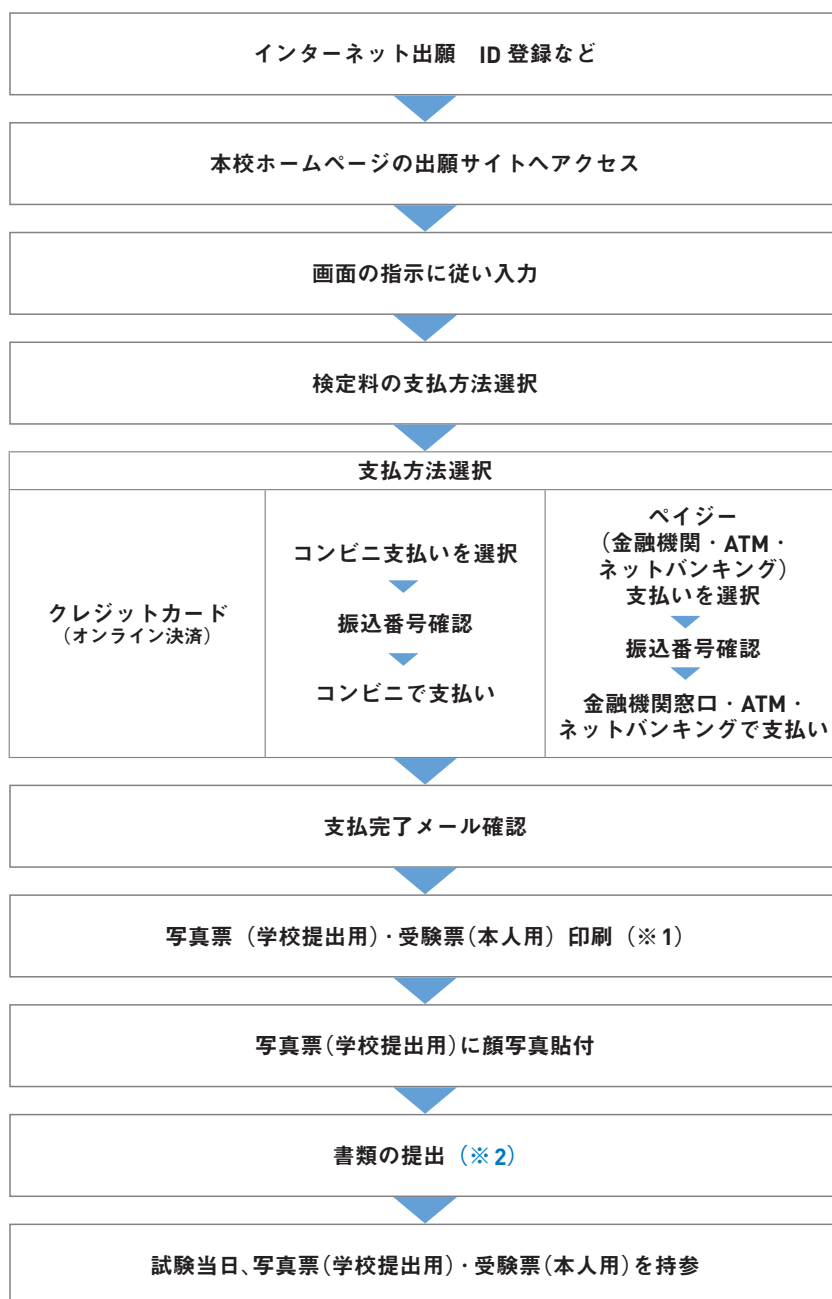 インターネット出願　ID 登録など
本校ホームページの出願サイトへアクセス
画面の指示に従い入力
検定料の支払方法選択
支払方法選択
クレジットカード
（オンライン決済）
コンビニ支払いを選択
振込番号確認
コンビニで支払い
ペイジー
（金融機関・ATM・
ネットバンキング）
支払いを選択
振込番号確認
金融機関窓口・ATM・
ネットバンキングで支払い
支払完了メール確認
写真票（学校提出用）・受験票（本人用）印刷（※1）
写真票（学校提出用）に顔写真貼付
書類の提出（※2）
試験当日、写真票（学校提出用）・受験票（本人用）を持参